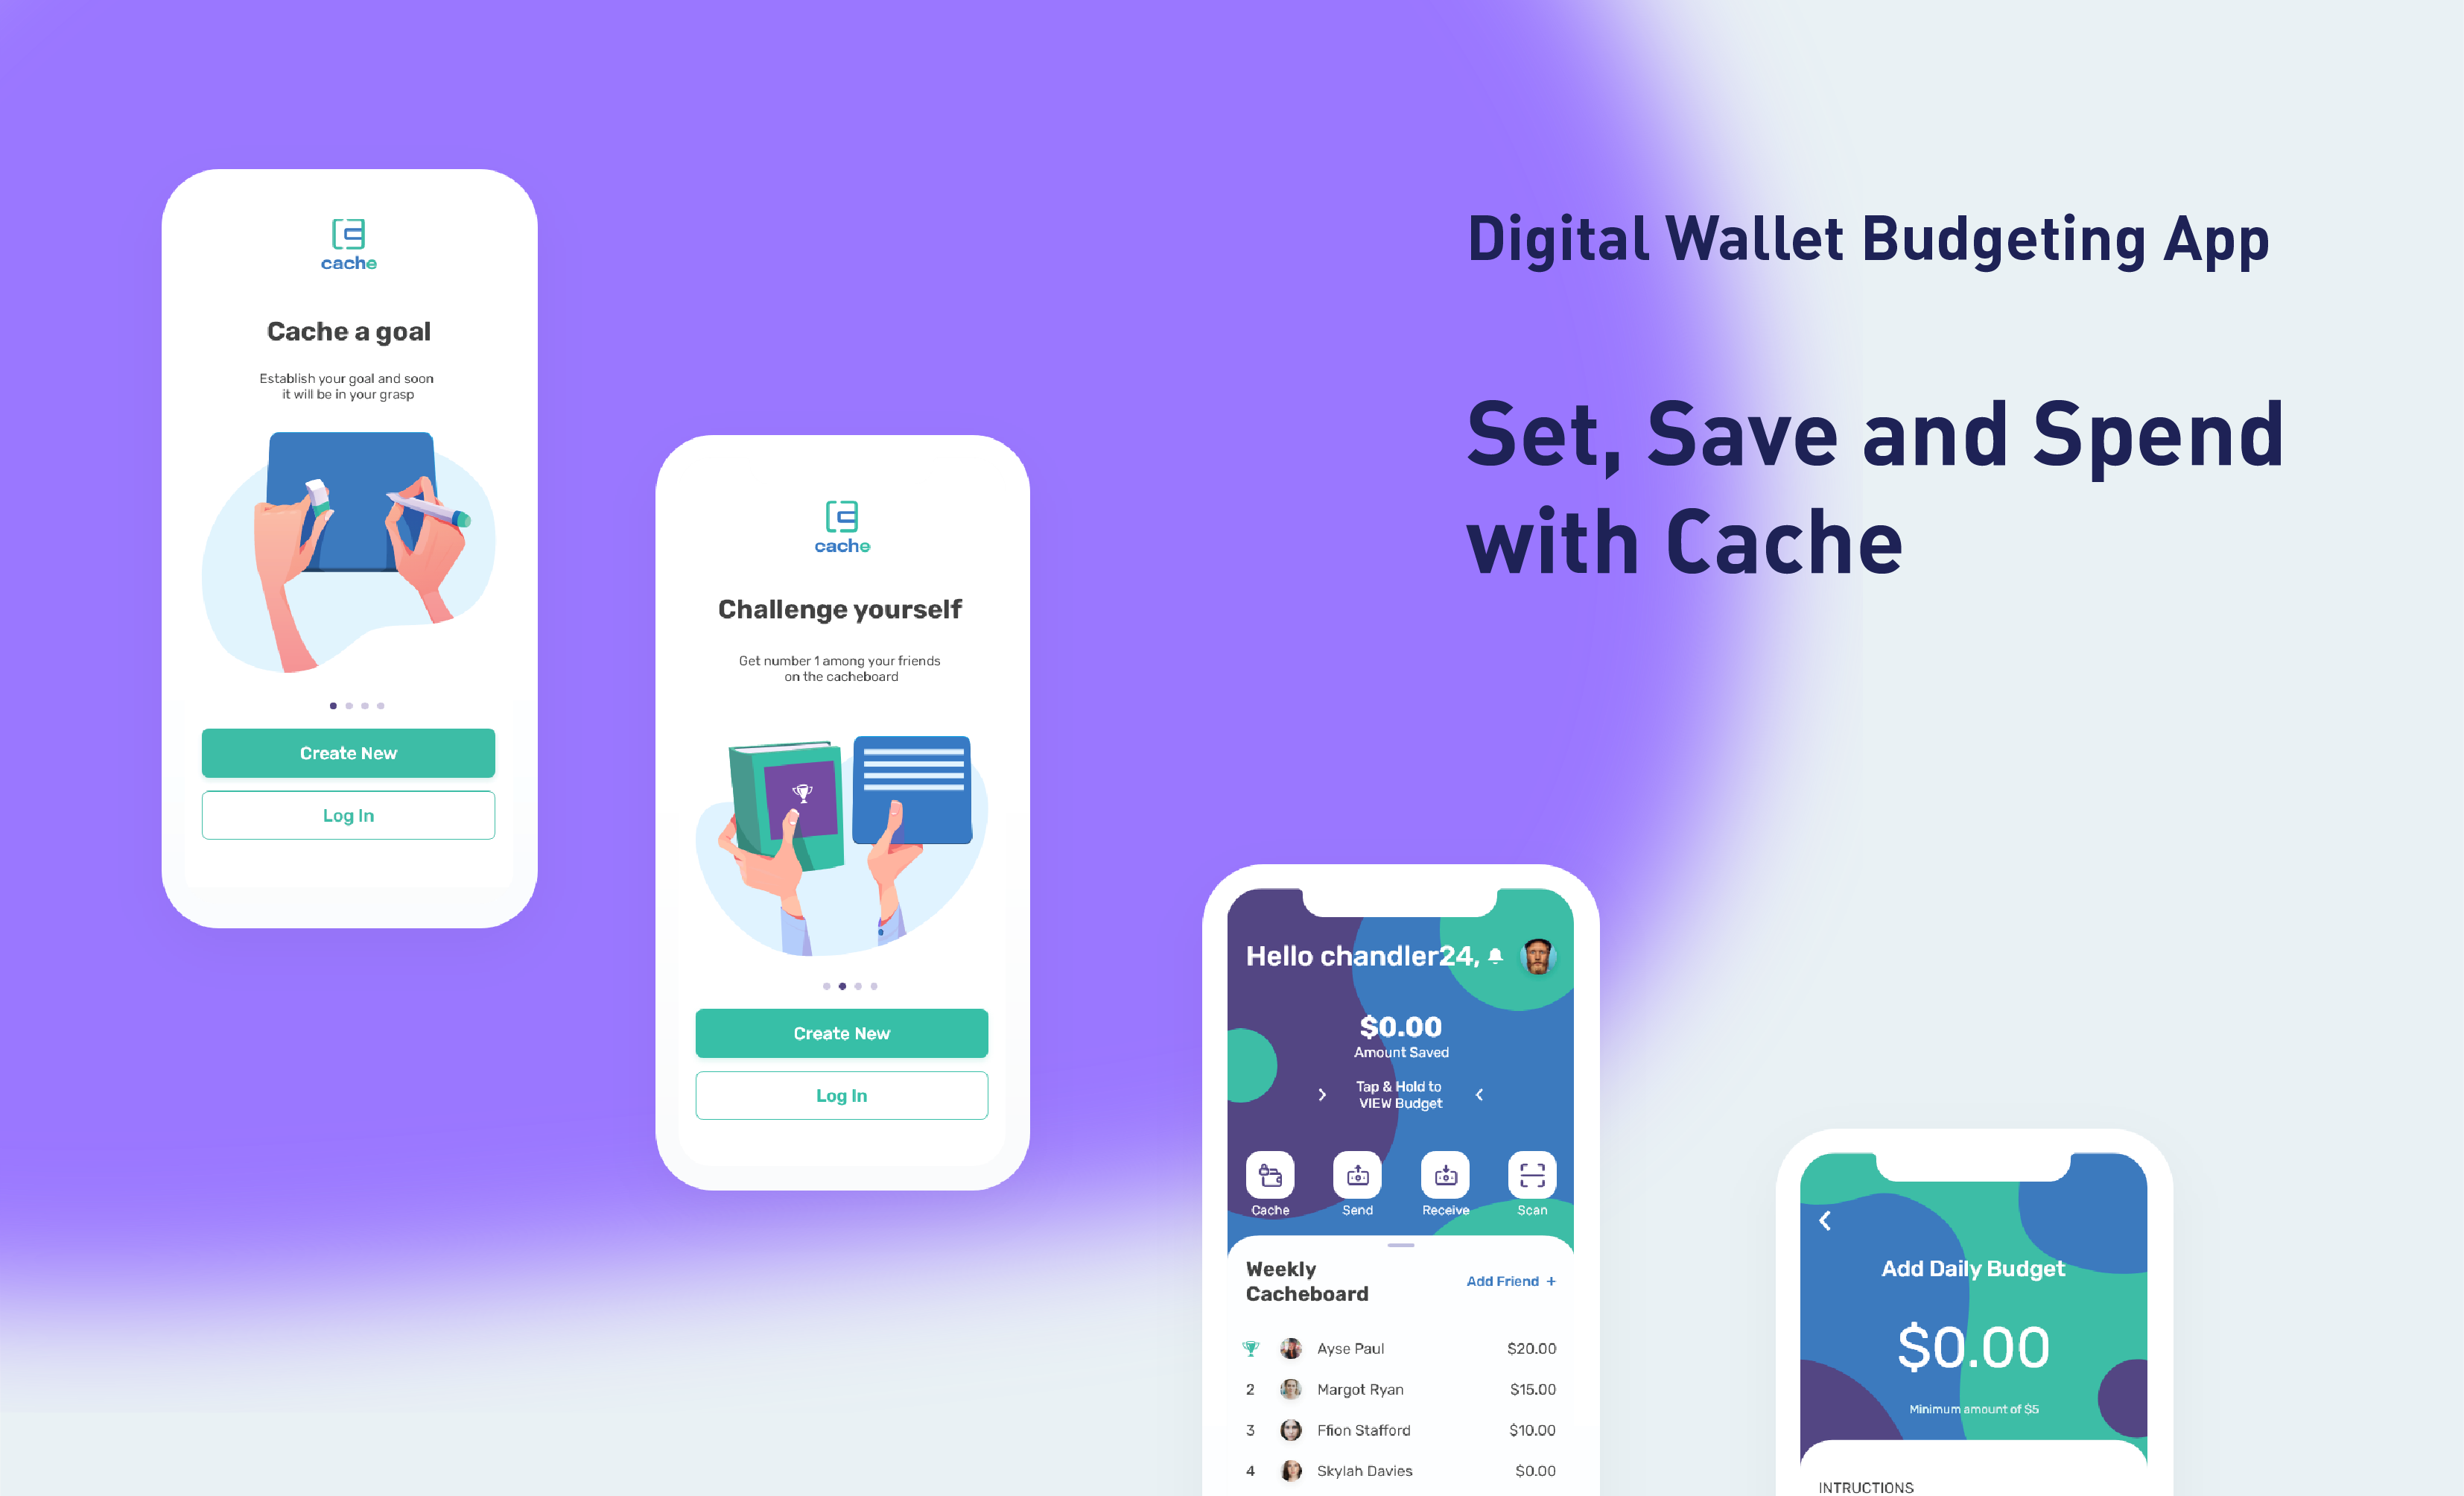 Digital Wallet Budgeting App
Set, Save and Spend
with Cache
cache
Cache a goal
Establish your goal and soon
it will be in your grasp
Create New
Log In
cache
Challenge yourself
Get number 1 among your friends
on the cacheboard
Create New
Log In
Hello chandler24,
$0.00
Amount Saved
Tap & Hold to
VIEW Budget
Cache
Send
Receive
Scan
Weekly
Cacheboard
Add Friend +
Ayse Paul $20.00
2 Margot Ryan $15.00
3 Ffion Stafford $10.00
4 Skylah Davies $0.00
Add Daily Budget
$0.00
Minimum amount of $5
INTRUCTIONS